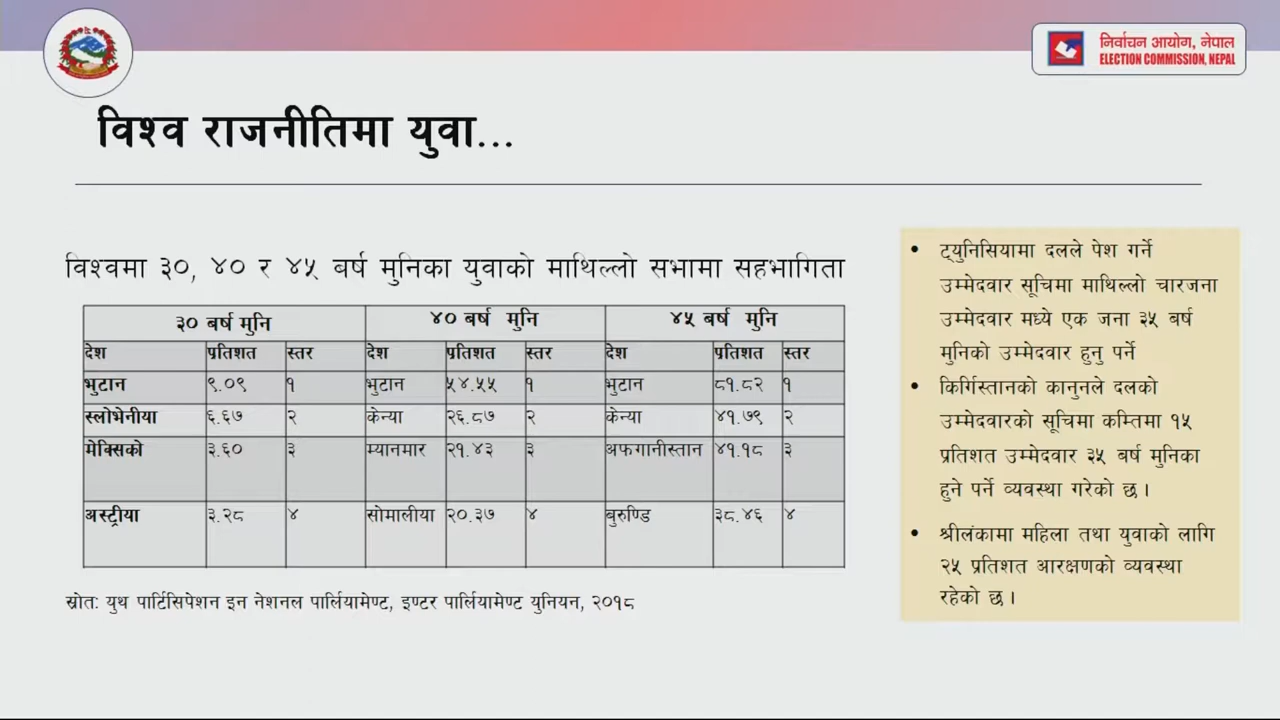 निर्वाचन आयोग, नेपाल
ELECTION COMMISSION, NEPAL
विश्व राजनीतिमा युवा...
विश्वमा ३०, ४० र ४५ बर्ष मुनिका युवाको माथिल्लो सभामा सहभागिता
३० बर्ष मुनि ४० बर्ष मुनि ४५ बर्ष मुनि
देश प्रतिशत स्तर देश प्रतिशत स्तर देश प्रतिशत स्तर
भुटान ९.०९ १ भुटान ५४.५५ १ भुटान ८१.८२ १
स्लोभेनीया ६.६७ २ केन्या २६.८७ २ केन्या ४१.७९ २
मेक्सिको ३.६० ३ म्यानमार २१.४३ ३ अफगानीस्तान ४१.१८ ३
अस्ट्रीया ३.२८ ४ सोमालीया २०.३७ ४ बुरुण्डि ३८.४६ ४
स्रोतः युथ पार्टिसिपेशन इन नेशनल पार्लियामेण्ट, इण्टर पार्लियामेण्ट युनियन, २०१८
• ट्युनिसियामा दलले पेश गर्ने
उम्मेदवार सूचिमा माथिल्लो चारजना
उम्मेदवार मध्ये एक जना ३५ बर्ष
मुनिको उम्मेदवार हुनु पर्ने
• किर्गिस्तानको कानुनले दलको
उम्मेदवारको सूचिमा कम्तिमा १५
प्रतिशत उम्मेदवार ३५ बर्ष मुनिका
हुने पर्ने व्यवस्था गरेको छ।
• श्रीलंकामा महिला तथा युवाको लागि
२५ प्रतिशत आरक्षणको व्यवस्था
रहेको छ।